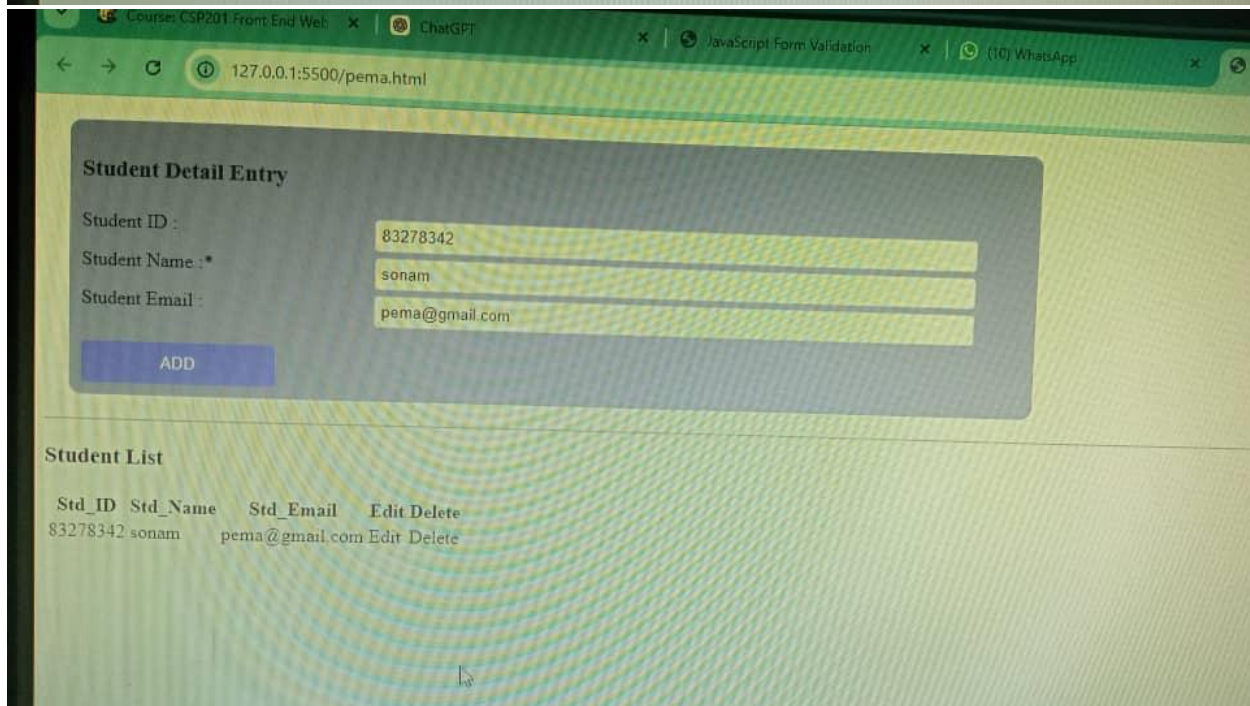 Course: CSP201 Front End Web ChatGPT JavaScript Form Validation (10) WhatsApp
127.0.0.1:5500/pema.html
Student Detail Entry
Student ID : 83278342
Student Name :* sonam
Student Email : pema@gmail.com
ADD
Student List
Std_ID Std_Name Std_Email Edit Delete
83278342 sonam pema@gmail.com Edit Delete